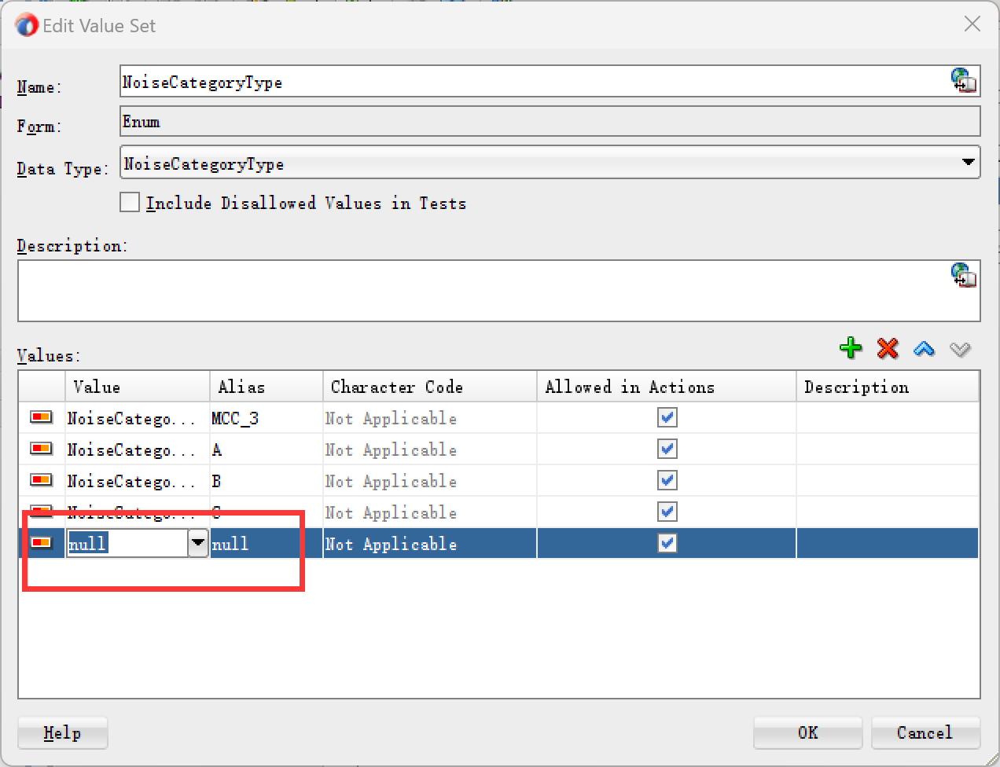 Edit Value Set
Name: NoiseCategoryType
Form: Enum
Data Type: NoiseCategoryType
Include Disallowed Values in Tests
Description:
Values:
Value Alias Character Code Allowed in Actions Description
NoiseCatego... MCC_3 Not Applicable
NoiseCatego... A Not Applicable
NoiseCatego... B Not Applicable
NoiseCatego... C Not Applicable
null null Not Applicable
Help OK Cancel